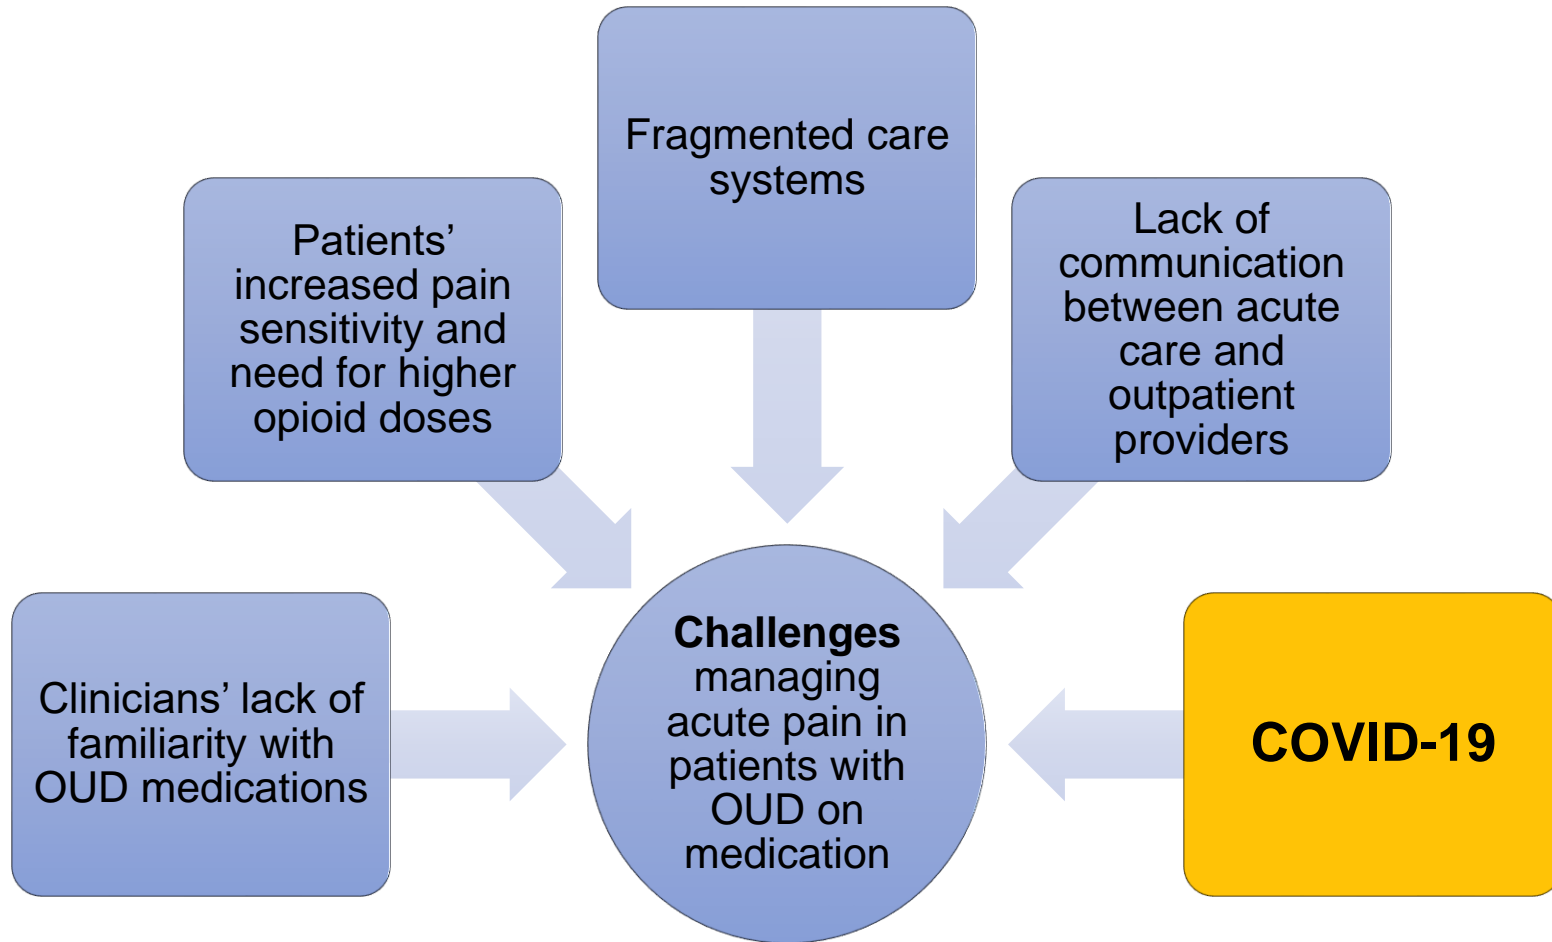 Fragmented care
systems
Patients’
increased pain
sensitivity and
need for higher
opioid doses
Lack of
communication
between acute
care and
outpatient
providers
Clinicians’ lack of
familiarity with
OUD medications
Challenges
managing
acute pain in
patients with
OUD on
medication
COVID-19